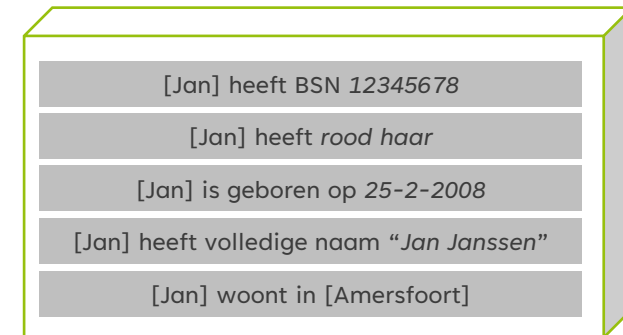 [Jan] heeft BSN 12345678
[Jan] heeft rood haar
[Jan] is geboren op 25-2-2008
[Jan] heeft volledige naam “Jan Janssen”
[Jan] woont in [Amersfoort]